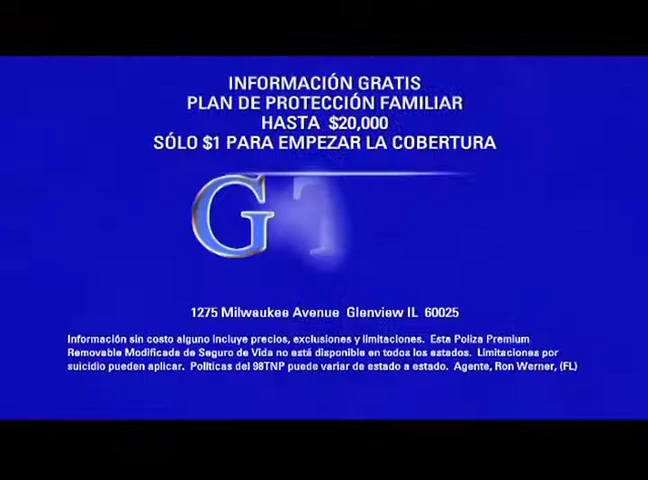 INFORMACIÓN GRATIS
PLAN DE PROTECCIÓN FAMILIAR
HASTA $20,000
SÓLO $1 PARA EMPEZAR LA COBERTURA
G T
1275 Milwaukee Avenue Glenview IL 60025
Información sin costo alguno incluye precios, exclusiones y limitaciones. Esta Poliza Premium
Removable Modificada de Seguro de Vida no está disponible en todos los estados. Limitaciones por
suicidio pueden aplicar. Políticas del 98TNP puede variar de estado a estado. Agente, Ron Werner, (FL)